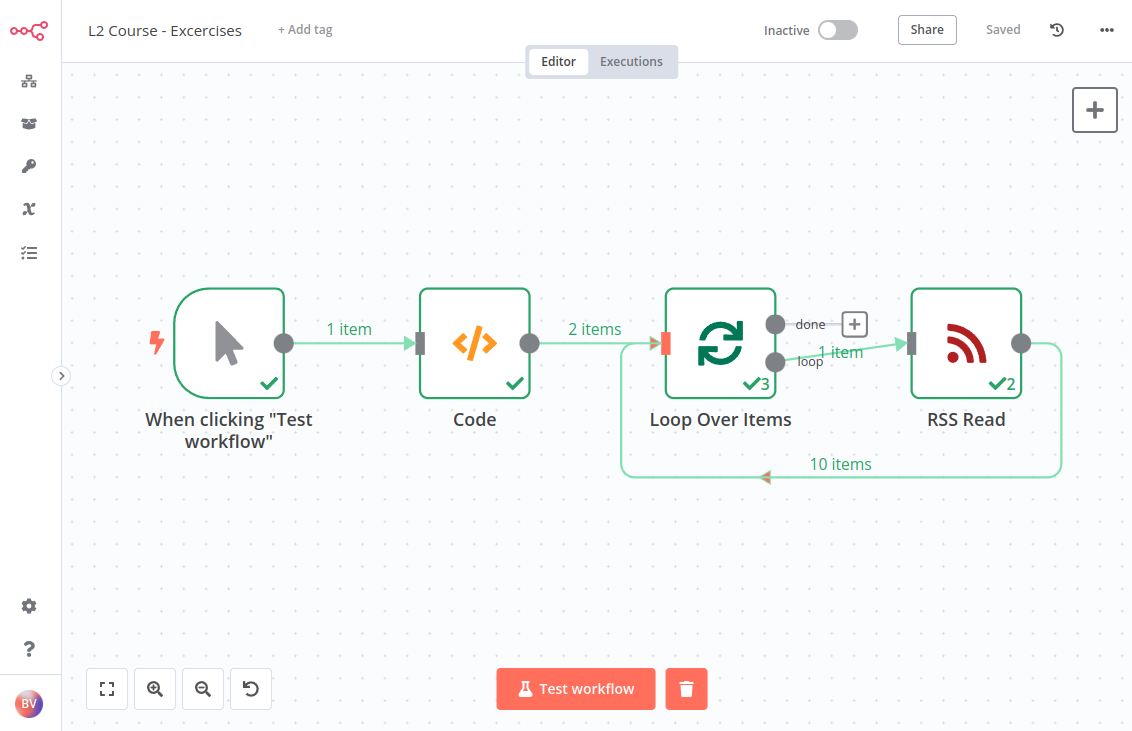 L2 Course - Excercises
+ Add tag
Inactive
Share
Saved
Editor
Executions
1 item
2 items
done
1 item
loop
3
2
When clicking "Test
workflow"
Code
Loop Over Items
RSS Read
10 items
Test workflow
BV